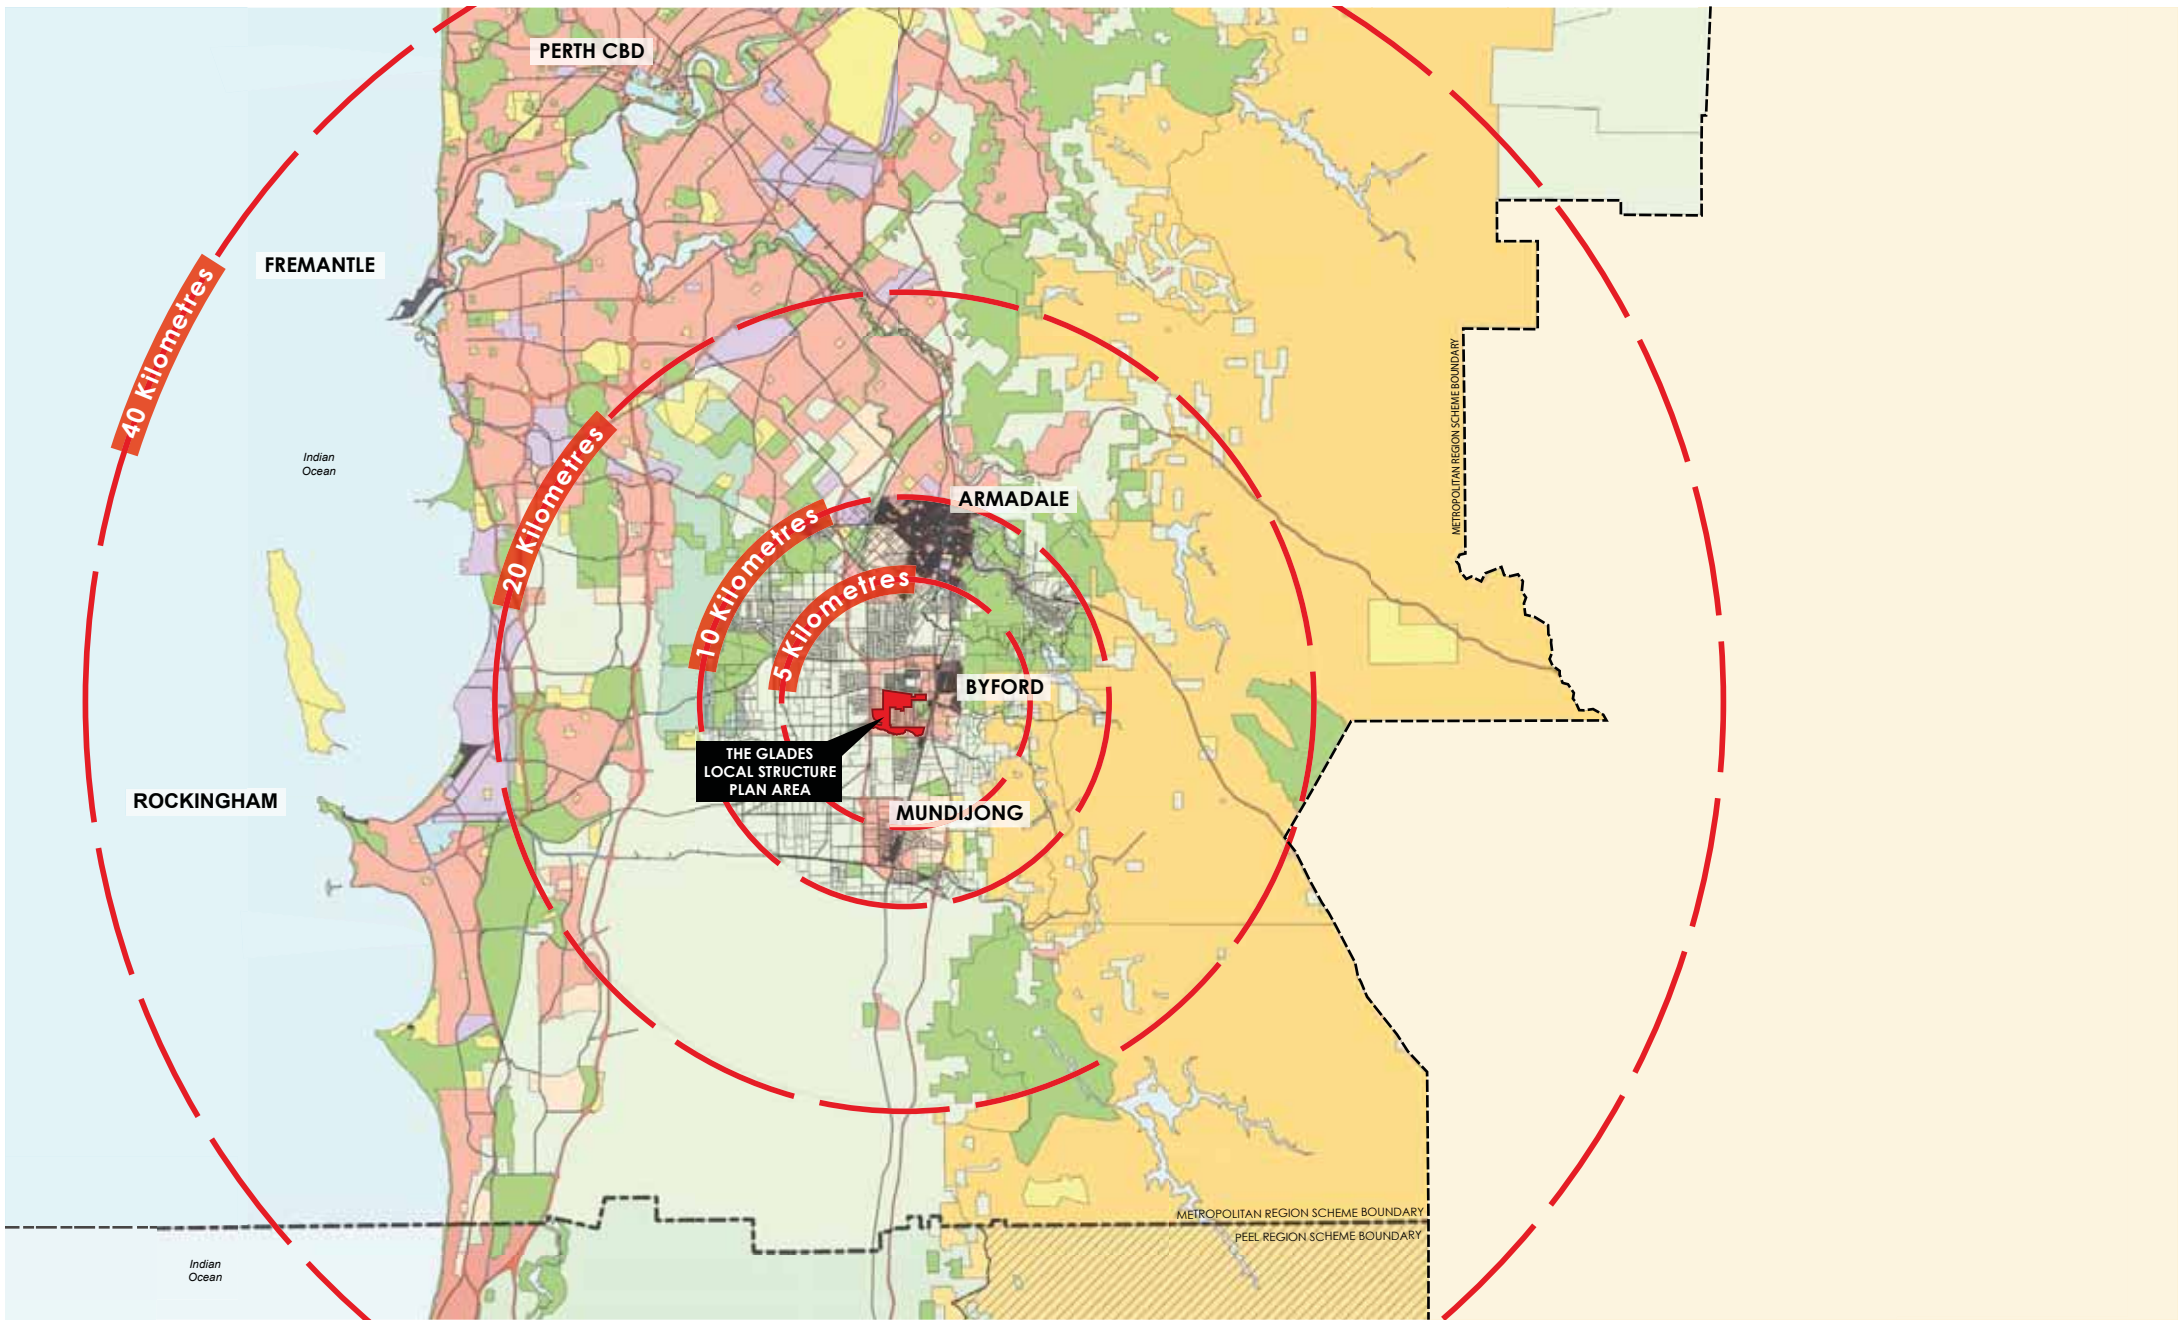 PERTH CBD
FREMANTLE
40 Kilometres
METROPOLITAN REGION SCHEME BOUNDARY
Indian
Ocean
20 Kilometres
ARMADALE
10 Kilometres
5 Kilometres
BYFORD
THE GLADES
LOCAL STRUCTURE
PLAN AREA
ROCKINGHAM
MUNDIJONG
METROPOLITAN REGION SCHEME BOUNDARY
PEEL REGION SCHEME BOUNDARY
Indian
Ocean